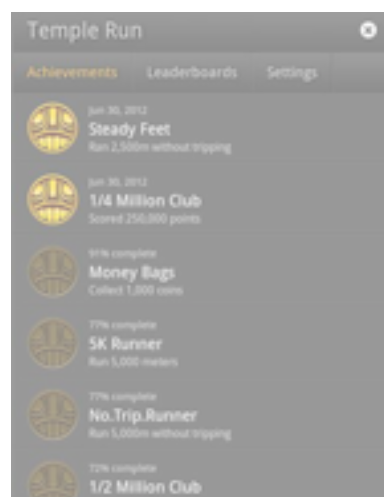 Temple Run
Achievements Leaderboards Settings
Jun 30, 2012
Steady Feet
Ran 2,500m without tripping
Jun 30, 2012
1/4 Million Club
Scored 250,000 points
91% complete
Money Bags
Collect 1,000 coins
77% complete
5K Runner
Run 5,000 meters
77% complete
No.Trip.Runner
Run 5,000m without tripping
72% complete
1/2 Million Club